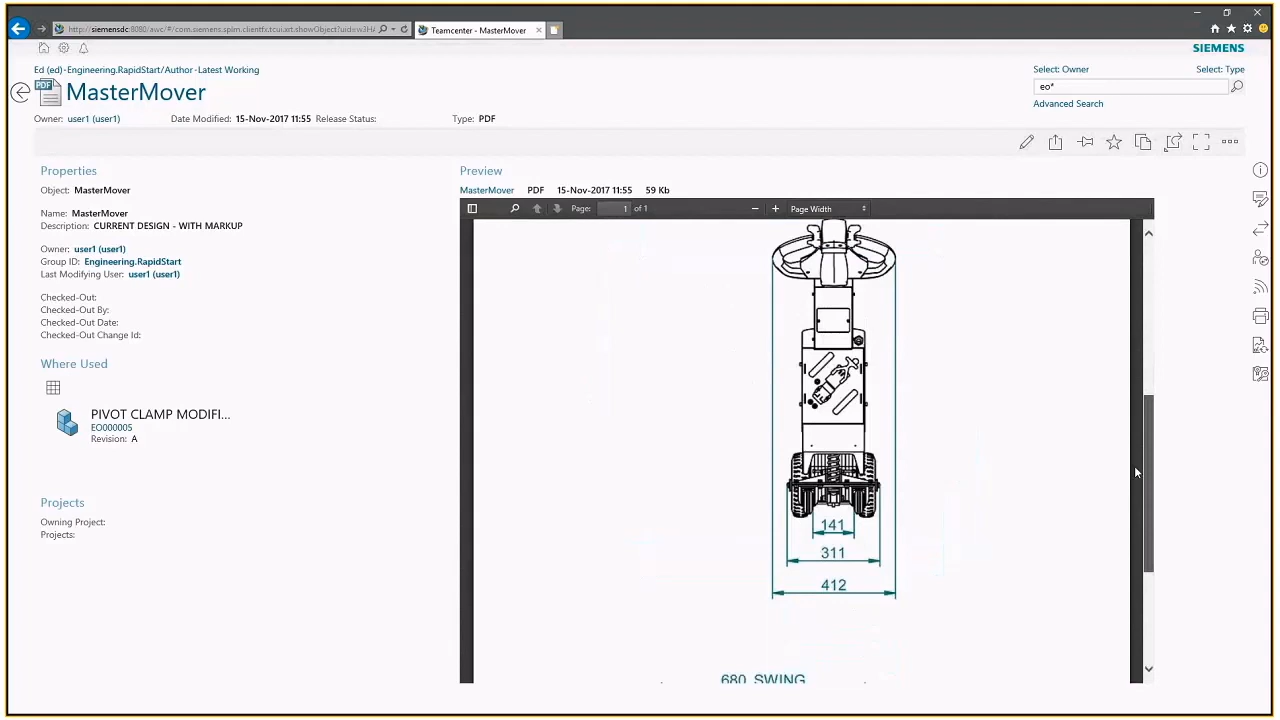 http://siemensdc:8080/awc/#/com.siemens.splm.clientfx.tcui.xrt.showObject?uid=w3H
Teamcenter - MasterMover
SIEMENS
Ed (ed) - Engineering.RapidStart/Author - Latest Working
Select: Owner
Select: Type
PDF
MasterMover
eo*
Advanced Search
Owner: user1 (user1)
Date Modified: 15-Nov-2017 11:55
Release Status:
Type: PDF
Properties
Object: MasterMover
Name: MasterMover
Description: CURRENT DESIGN - WITH MARKUP
Owner: user1 (user1)
Group ID: Engineering.RapidStart
Last Modifying User: user1 (user1)
Checked-Out:
Checked-Out By:
Checked-Out Date:
Checked-Out Change Id:
Where Used
PIVOT CLAMP MODIFI...
EO000005
Revision: A
Projects
Owning Project:
Projects:
Preview
MasterMover PDF 15-Nov-2017 11:55 59 Kb
Page: 1 of 1
Page Width
141
311
412
680 SWING